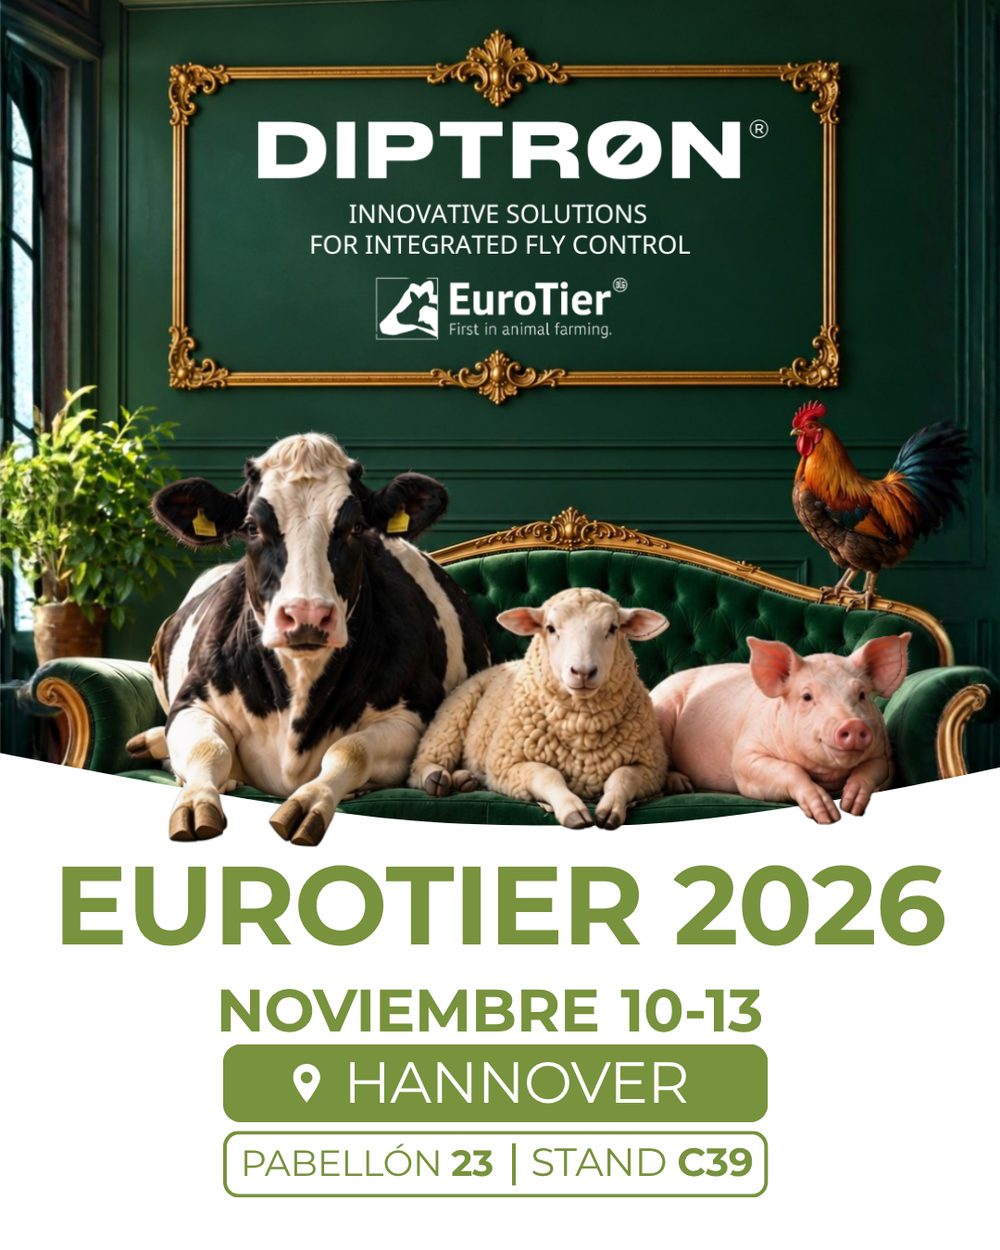 DIPTRØN®
INNOVATIVE SOLUTIONS
FOR INTEGRATED FLY CONTROL
EuroTier DLG
First in animal farming.
EUROTIER 2026
NOVIEMBRE 10-13
HANNOVER
PABELLÓN 23 | STAND C39